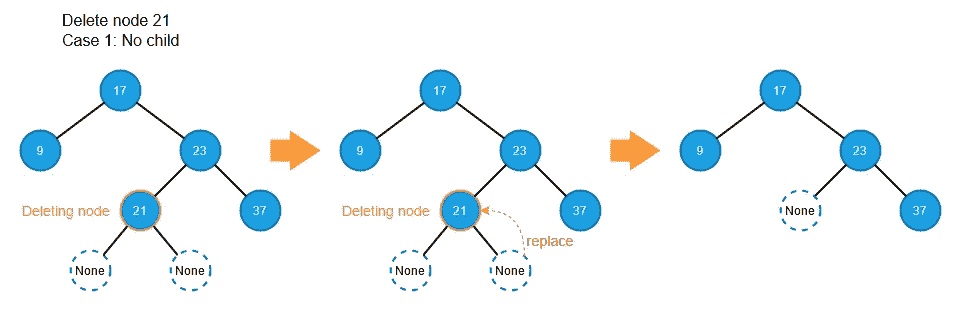 Delete node 21
Case 1: No child
17
17
17
9
23
9
23
9
23
Deleting node
21
37
Deleting node
21
37
None
37
replace
None
None
None
None